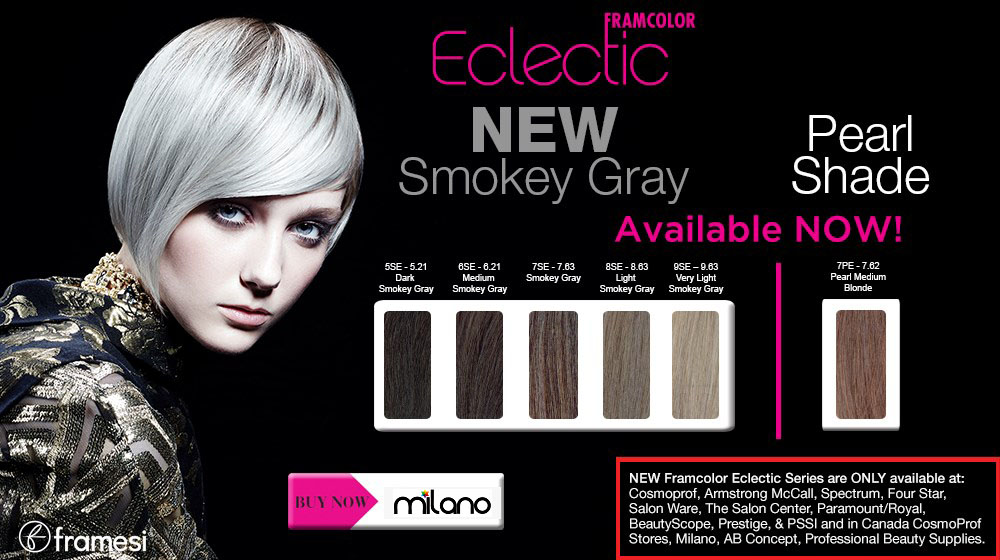 FRAMCOLOR
Eclectic
NEW
Smokey Gray
Pearl
Shade
Available NOW!
5SE - 5.21
Dark
Smokey Gray
6SE - 6.21
Medium
Smokey Gray
7SE - 7.63
Smokey Gray
8SE - 8.63
Light
Smokey Gray
9SE – 9.63
Very Light
Smokey Gray
7PE - 7.62
Pearl Medium
Blonde
BUY NOW
milano
NEW Framcolor Eclectic Series are ONLY available at:
Cosmoprof, Armstrong McCall, Spectrum, Four Star,
Salon Ware, The Salon Center, Paramount/Royal,
BeautyScope, Prestige, & PSSI and in Canada CosmoProf
Stores, Milano, AB Concept, Professional Beauty Supplies.
framesi